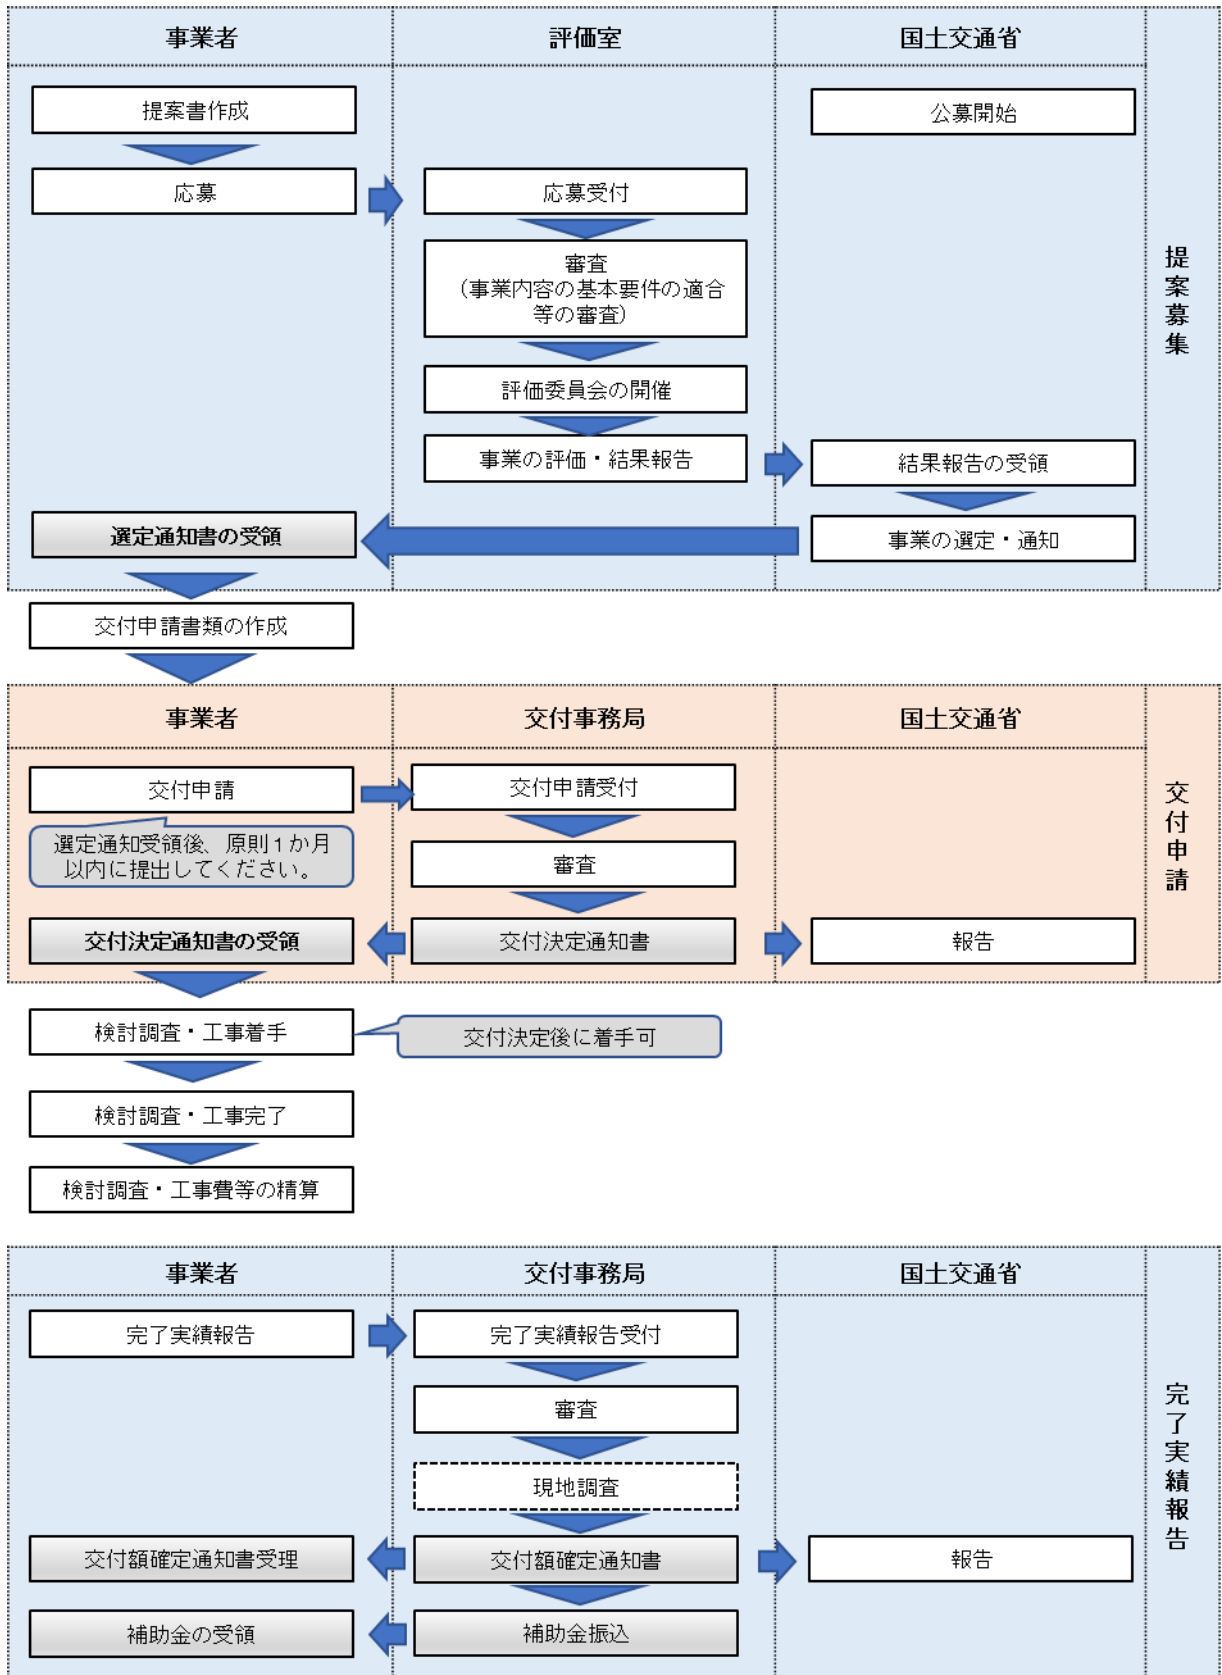 事業者
評価室
国土交通省
提案書作成
公募開始
応募
応募受付
審査
（事業内容の基本要件の適合
等の審査）
評価委員会の開催
事業の評価・結果報告
結果報告の受領
選定通知書の受領
事業の選定・通知
提案募集
交付申請書類の作成
事業者
交付事務局
国土交通省
交付申請
交付申請受付
選定通知受領後、原則１か月
以内に提出してください。
審査
交付決定通知書の受領
交付決定通知書
報告
交付申請
検討調査・工事着手
交付決定後に着手可
検討調査・工事完了
検討調査・工事費等の精算
事業者
交付事務局
国土交通省
完了実績報告
完了実績報告受付
審査
現地調査
交付額確定通知書受理
交付額確定通知書
報告
補助金の受領
補助金振込
完了実績報告